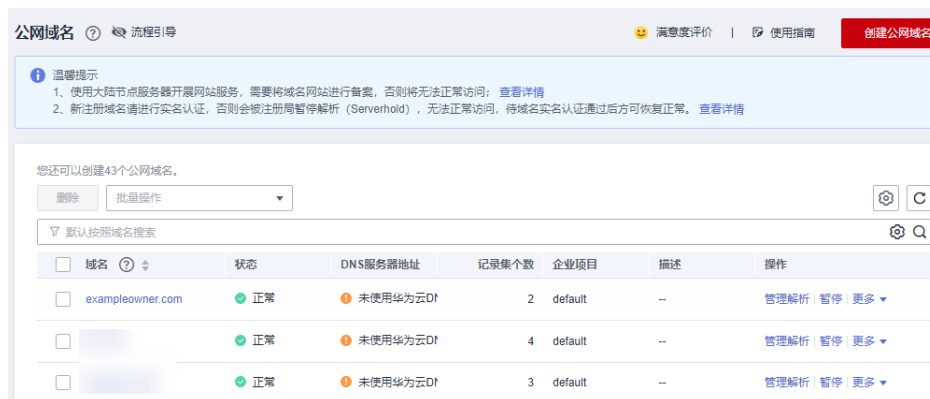 公网域名 ? 流程引导 满意度评价 | 使用指南 创建公网域名
温馨提示
1、使用大陆节点服务器开展网站服务，需要将域名网站进行备案，否则将无法正常访问； 查看详情
2、新注册域名请进行实名认证，否则会被注册局暂停解析（Serverhold），无法正常访问，待域名实名认证通过后方可恢复正常。 查看详情
您还可以创建43个公网域名。
删除 批量操作
默认按照域名搜索
域名 ? 状态 DNS服务器地址 记录集个数 企业项目 描述 操作
exampleowner.com 正常 未使用华为云DN 2 default -- 管理解析 | 暂停 | 更多
正常 未使用华为云DN 4 default -- 管理解析 | 暂停 | 更多
正常 未使用华为云DN 3 default -- 管理解析 | 暂停 | 更多